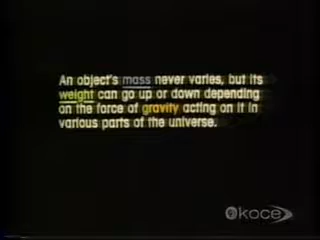 An object's mass never varies, but its
weight can go up or down depending
on the force of gravity acting on it in
various parts of the universe.
koce